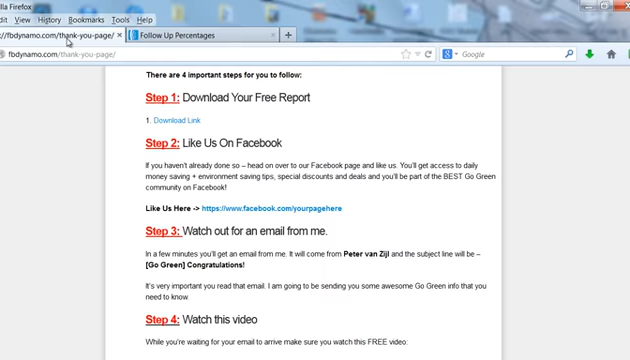 lla Firefox
Edit View History Bookmarks Tools Help
://fbdynamo.com/thank-you-page/ × Follow Up Percentages × +
fbdynamo.com/thank-you-page/ Google
There are 4 important steps for you to follow:
Step 1: Download Your Free Report
1. Download Link
Step 2: Like Us On Facebook
If you haven't already done so – head on over to our Facebook page and like us. You'll get access to daily
money saving + environment saving tips, special discounts and deals and you'll be part of the BEST Go Green
community on Facebook!
Like Us Here -> https://www.facebook.com/yourpagehere
Step 3: Watch out for an email from me.
In a few minutes you'll get an email from me. It will come from Peter van Zijl and the subject line will be –
[Go Green] Congratulations!
It's very important you read that email. I am going to be sending you some awesome Go Green info that you
need to know.
Step 4: Watch this video
While you're waiting for your email to arrive make sure you watch this FREE video: